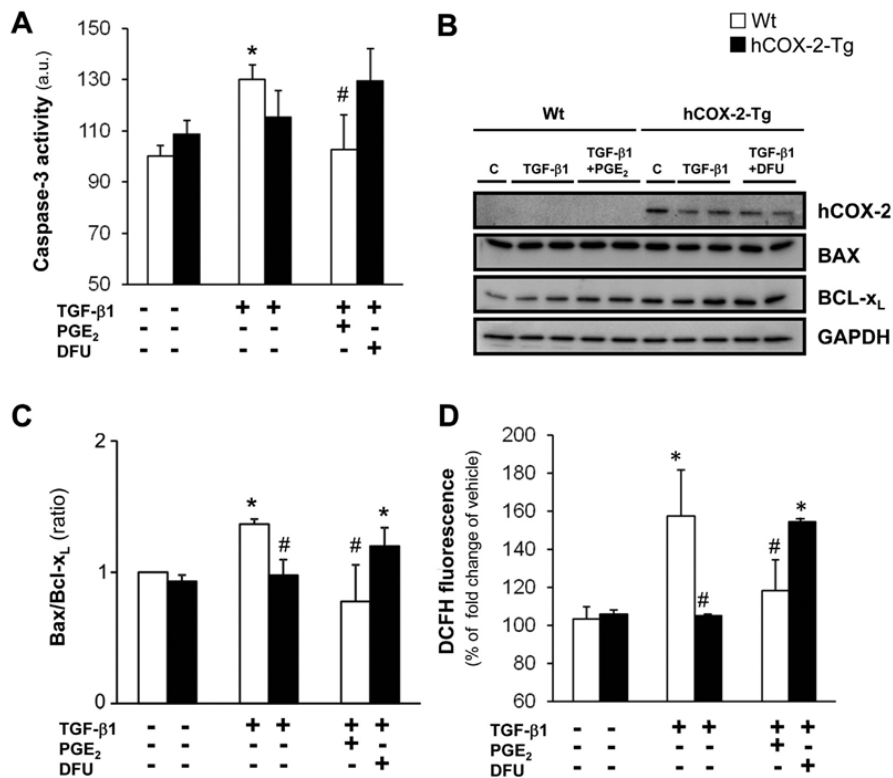 Wt
hCOX-2-Tg
A
Caspase-3 activity (a.u.)
150
130
110
90
70
50
*
#
TGF-β1 - - + + + +
PGE₂ - - - - + -
DFU - - - - - +
B
Wt hCOX-2-Tg
C TGF-β1 TGF-β1 +PGE₂ C TGF-β1 TGF-β1 +DFU
hCOX-2
BAX
BCL-xL
GAPDH
C
Bax/Bcl-xL (ratio)
2
1
0
*
#
#
*
TGF-β1 - - + + + +
PGE₂ - - - - + -
DFU - - - - - +
D
DCFH fluorescence
(% of fold change of vehicle)
200
180
160
140
120
100
80
60
*
#
#
*
TGF-β1 - - + + + +
PGE₂ - - - - + -
DFU - - - - - +